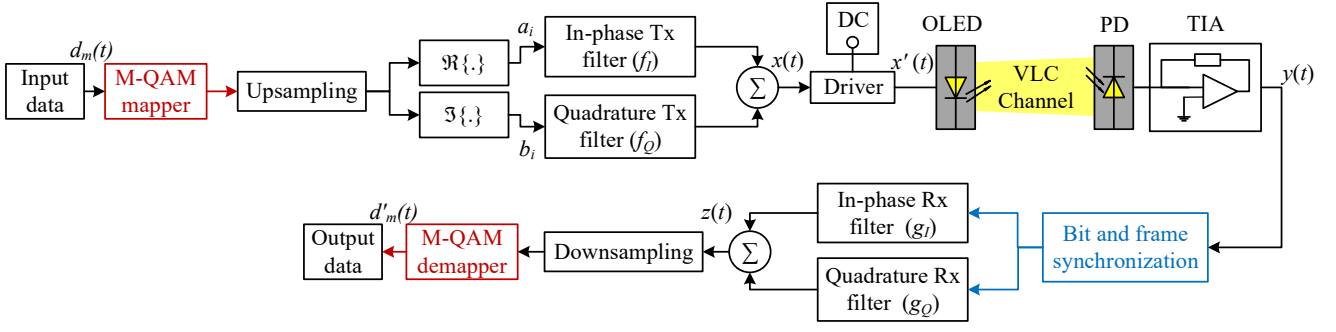 d_m(t)
Input
data
M-QAM
mapper
Upsampling
ℜ{.}
ℑ{.}
a_i
b_i
In-phase Tx
filter (f_I)
Quadrature Tx
filter (f_Q)
∑
x(t)
DC
Driver
x'(t)
OLED
VLC
Channel
PD
TIA
y(t)
Bit and frame
synchronization
In-phase Rx
filter (g_I)
Quadrature Rx
filter (g_Q)
z(t)
∑
Downsampling
M-QAM
demapper
d'_m(t)
Output
data